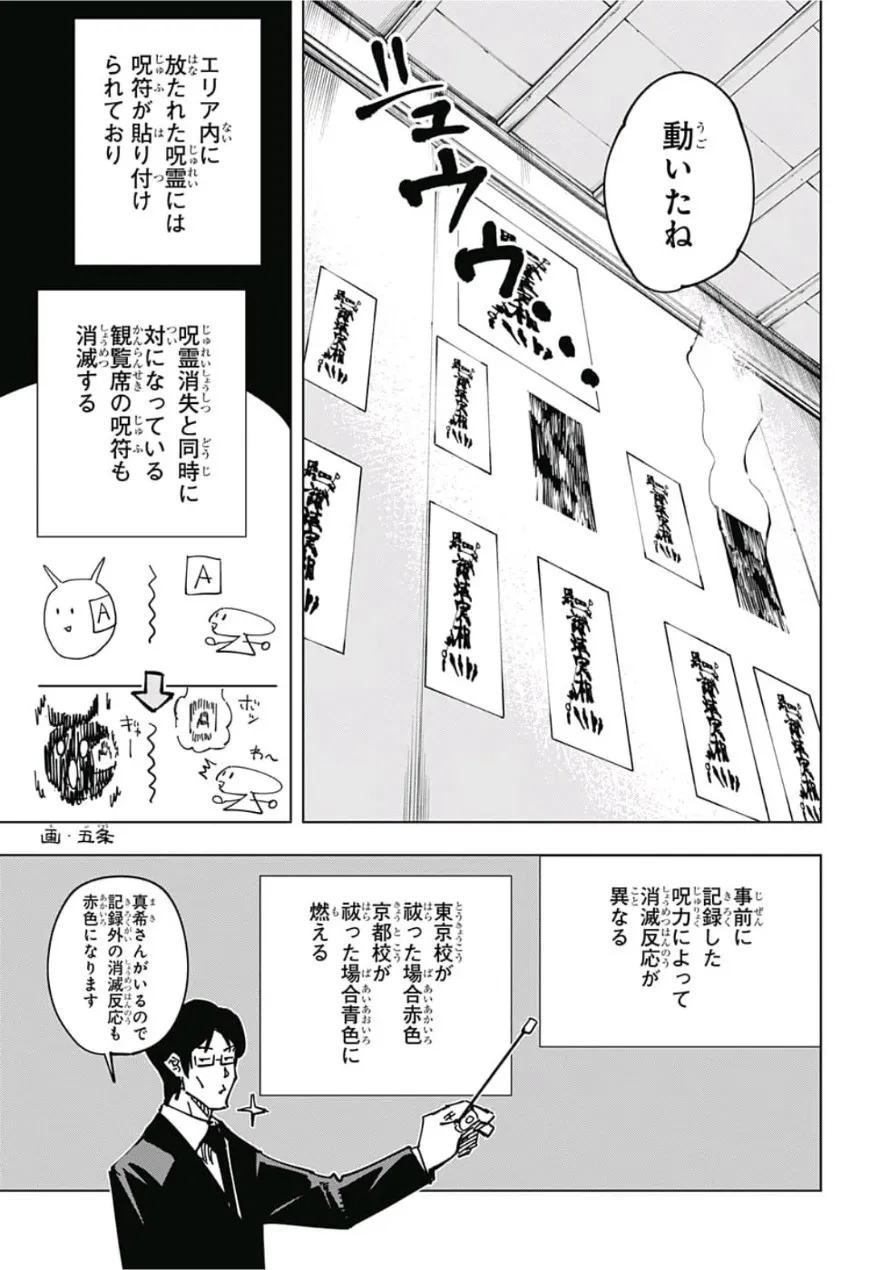 動いたね
ボッ
ュ
ウ
ウ
エリア内に
放たれた呪霊には
呪符が貼り付け
られており
呪霊消失と同時に
対になっている
観覧席の呪符も
消滅する
A
A
ギュー
A
ボッ
わ〜
画・五条
事前に
記録した
呪力によって
消滅反応が
異なる
東京校が
祓った場合赤色
京都校が
祓った場合青色に
燃える
真希さんがいるので
記録外の消滅反応も
赤色になります